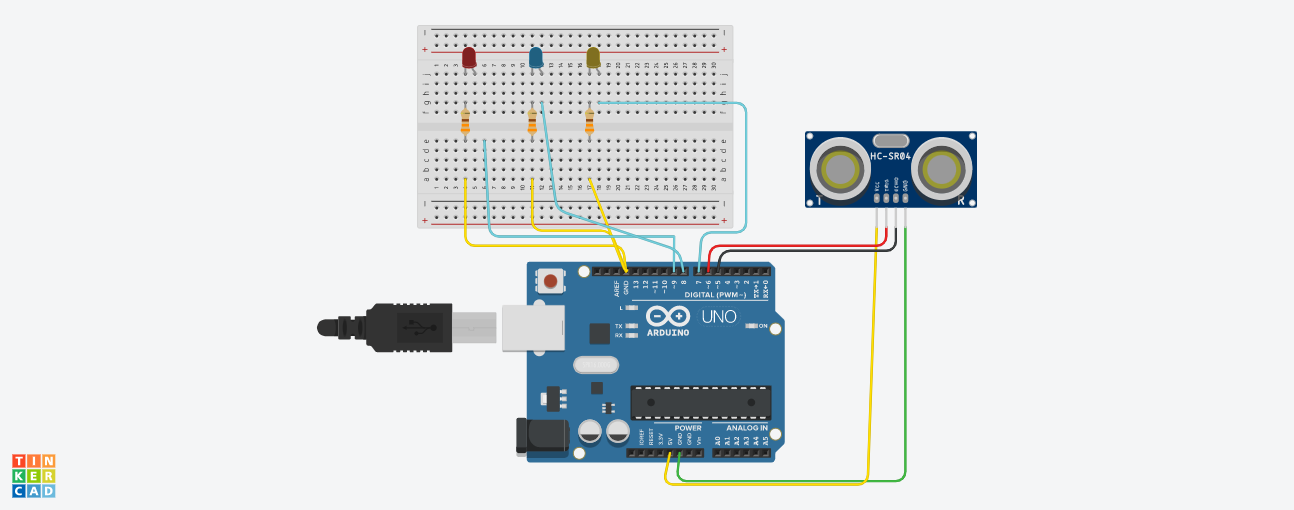 HC-SR04
VCC
TRIG
ECHO
GND
T
R
AREF
GND
13
12
~11
~10
~9
8
7
~6
~5
4
~3
2
TX→1
RX←0
DIGITAL (PWM~)
L
TX
RX
ARDUINO
UNO
ON
POWER
ANALOG IN
IOREF
RESET
3.3V
5V
GND
GND
Vin
A0
A1
A2
A3
A4
A5
TIN
KER
CAD